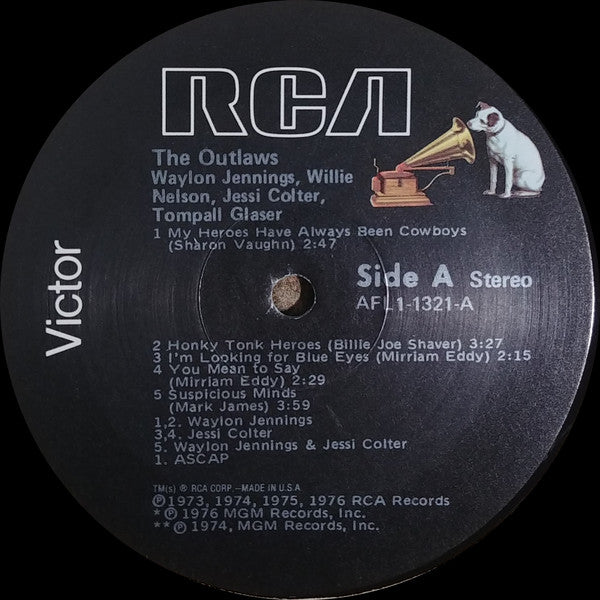 RCA
Victor
The Outlaws
Waylon Jennings, Willie
Nelson, Jessi Colter,
Tompall Glaser
1 My Heroes Have Always Been Cowboys
(Sharon Vaughn) 2:47
Side A Stereo
AFL1-1321-A
2 Honky Tonk Heroes (Billie Joe Shaver) 3:27
3 I'm Looking for Blue Eyes (Mirriam Eddy) 2:15
4 You Mean to Say
(Mirriam Eddy) 2:29
5 Suspicious Minds
(Mark James) 3:59
1,2. Waylon Jennings
3,4. Jessi Colter
5. Waylon Jennings & Jessi Colter
1. ASCAP
TM(s) ® RCA CORP.—MADE IN U.S.A
℗1973, 1974, 1975, 1976 RCA Records
*℗ 1976 MGM Records, Inc.
**℗ 1974, MGM Records, Inc.